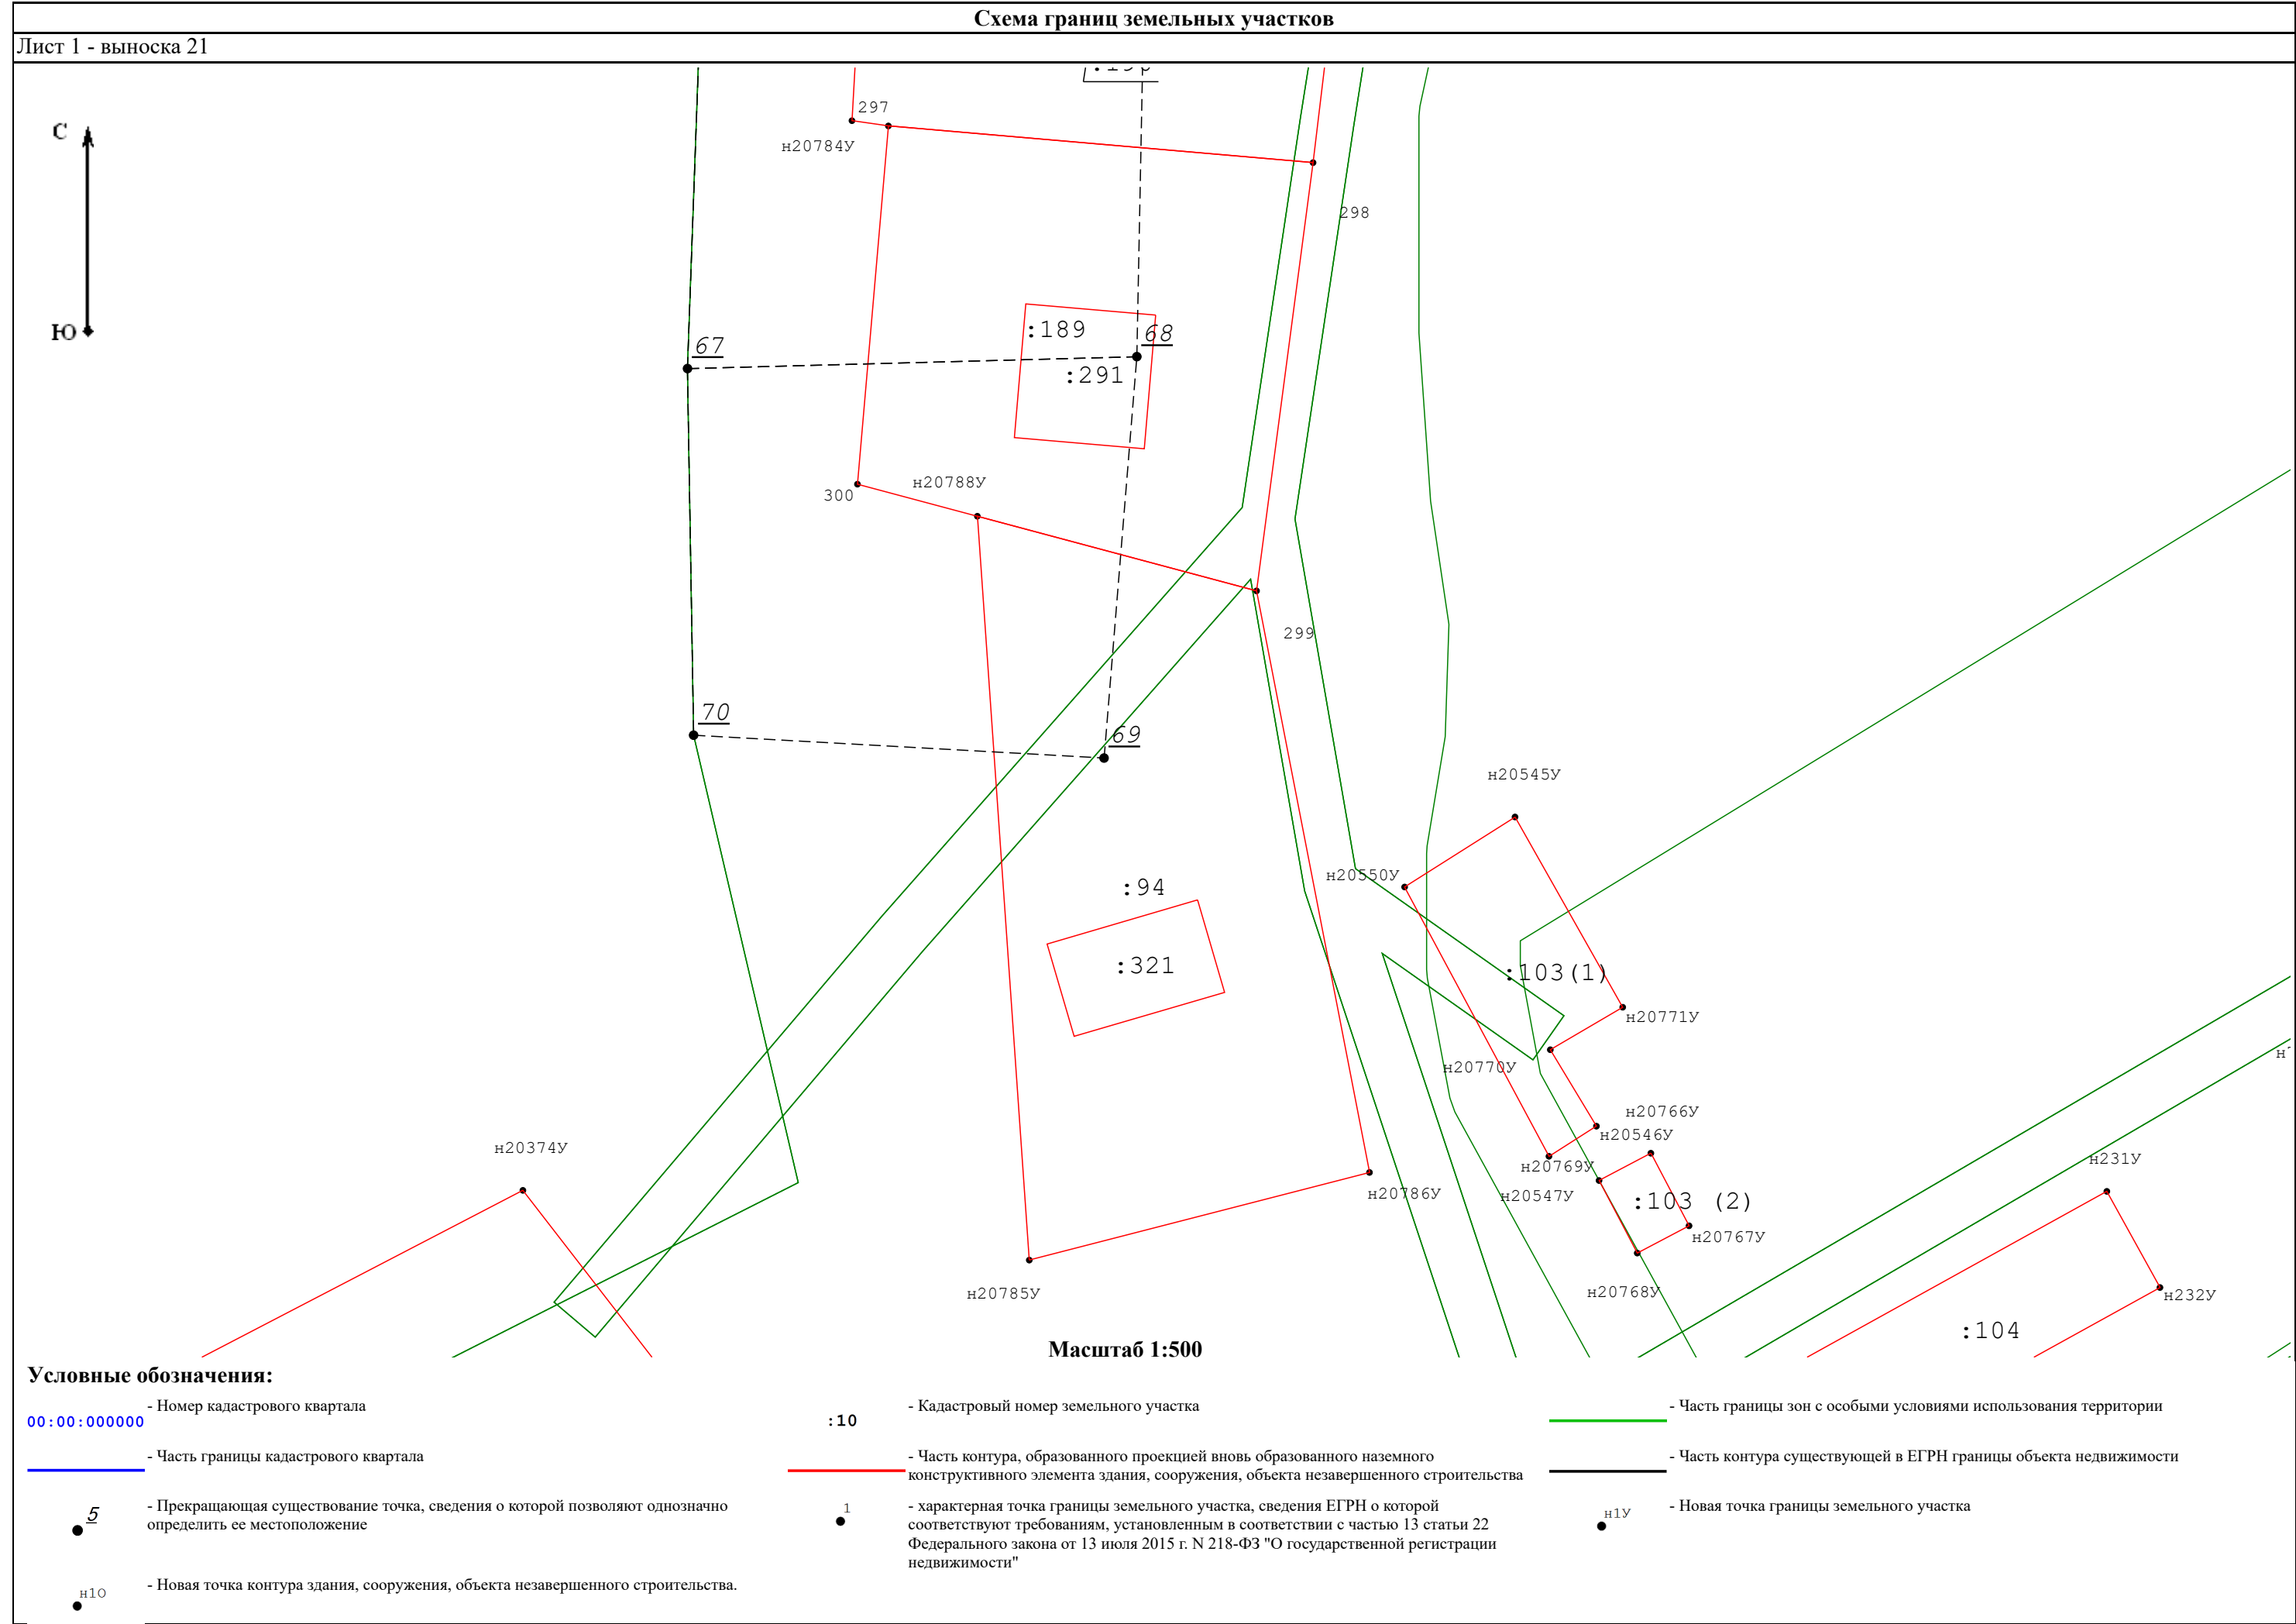 Схема границ земельных участков
Лист 1 - выноска 21
С
Ю
297
н20784У
298
:189
68
67
:291
н20788У
300
299
70
69
н20545У
н20550У
:94
:321
:103(1)
н20771У
н20770У
н20766У
н20546У
н20374У
н20769У
н231У
н20786У
н20547У
:103 (2)
н20767У
н20785У
н20768У
н232У
:104
Масштаб 1:500
Условные обозначения:
00:00:000000
- Номер кадастрового квартала
:10
- Кадастровый номер земельного участка
- Часть границы зон с особыми условиями использования территории
- Часть границы кадастрового квартала
- Часть контура, образованного проекцией вновь образованного наземного
конструктивного элемента здания, сооружения, объекта незавершенного строительства
- Часть контура существующей в ЕГРН границы объекта недвижимости
5
- Прекращающая существование точка, сведения о которой позволяют однозначно
определить ее местоположение
1
- характерная точка границы земельного участка, сведения ЕГРН о которой
соответствуют требованиям, установленным в соответствии с частью 13 статьи 22
Федерального закона от 13 июля 2015 г. N 218-ФЗ "О государственной регистрации
недвижимости"
н1У
- Новая точка границы земельного участка
н1О
- Новая точка контура здания, сооружения, объекта незавершенного строительства.